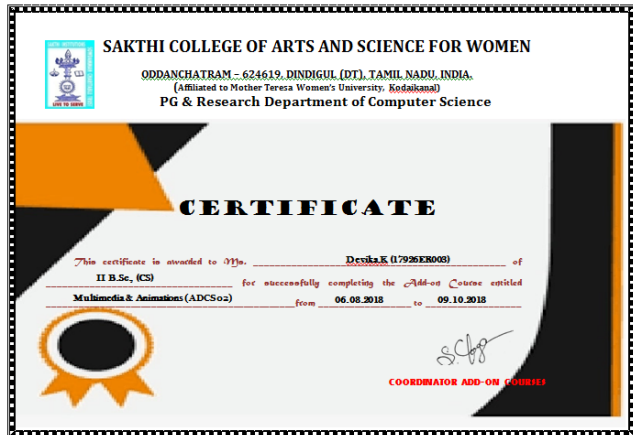 SAKTHI COLLEGE OF ARTS AND SCIENCE FOR WOMEN
ODDANCHATRAM – 624619, DINDIGUL (DT), TAMIL NADU, INDIA.
(Affiliated to Mother Teresa Women's University, Kodaikanal)
PG & Research Department of Computer Science
LIVE TO SERVE
CERTIFICATE
This certificate is awarded to Ms. Devika.K (17926ER003) of
II B.Sc., (CS) for successfully completing the Add-on Course entitled
Multimedia & Animations (ADCS02) from 06.08.2018 to 09.10.2018
COORDINATOR ADD-ON COURSES